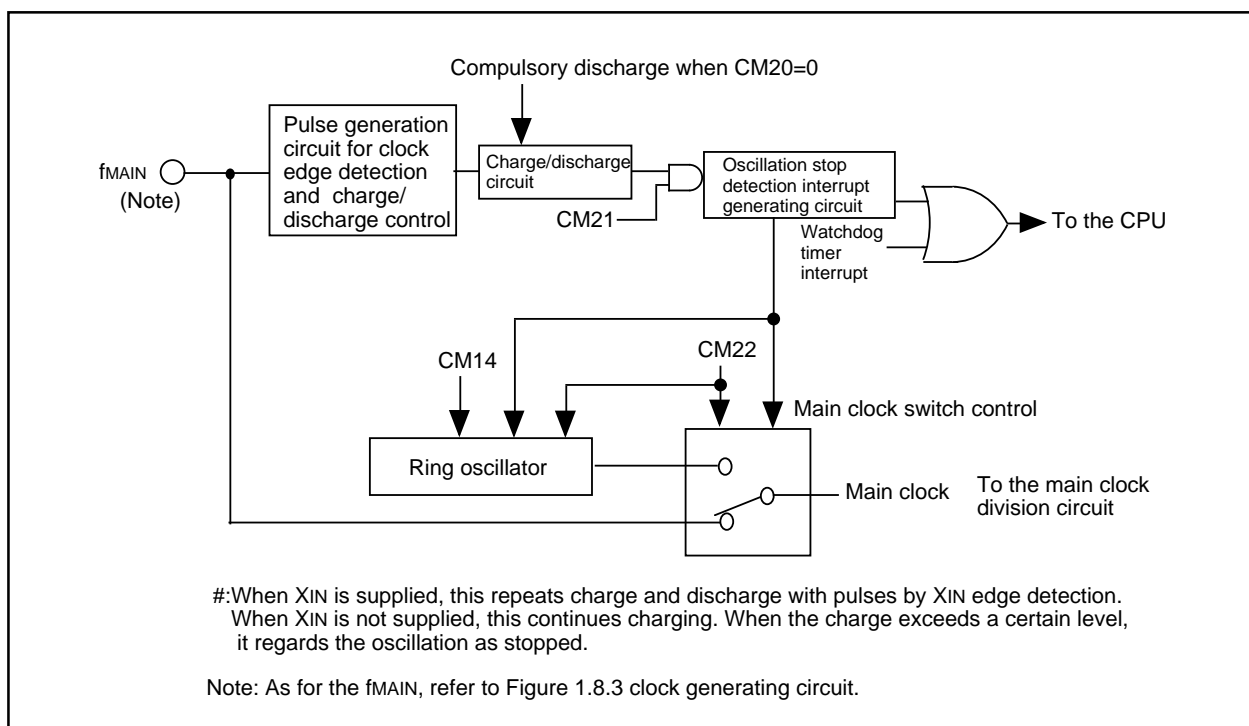 Compulsory discharge when CM20=0
Pulse generation
circuit for clock
edge detection
and charge/
discharge control
fMAIN
(Note)
Charge/discharge
circuit
CM21
Oscillation stop
detection interrupt
generating circuit
Watchdog
timer
interrupt
To the CPU
CM14
CM22
Main clock switch control
Ring oscillator
Main clock
To the main clock
division circuit
#:When XIN is supplied, this repeats charge and discharge with pulses by XIN edge detection.
When XIN is not supplied, this continues charging. When the charge exceeds a certain level,
it regards the oscillation as stopped.
Note: As for the fMAIN, refer to Figure 1.8.3 clock generating circuit.